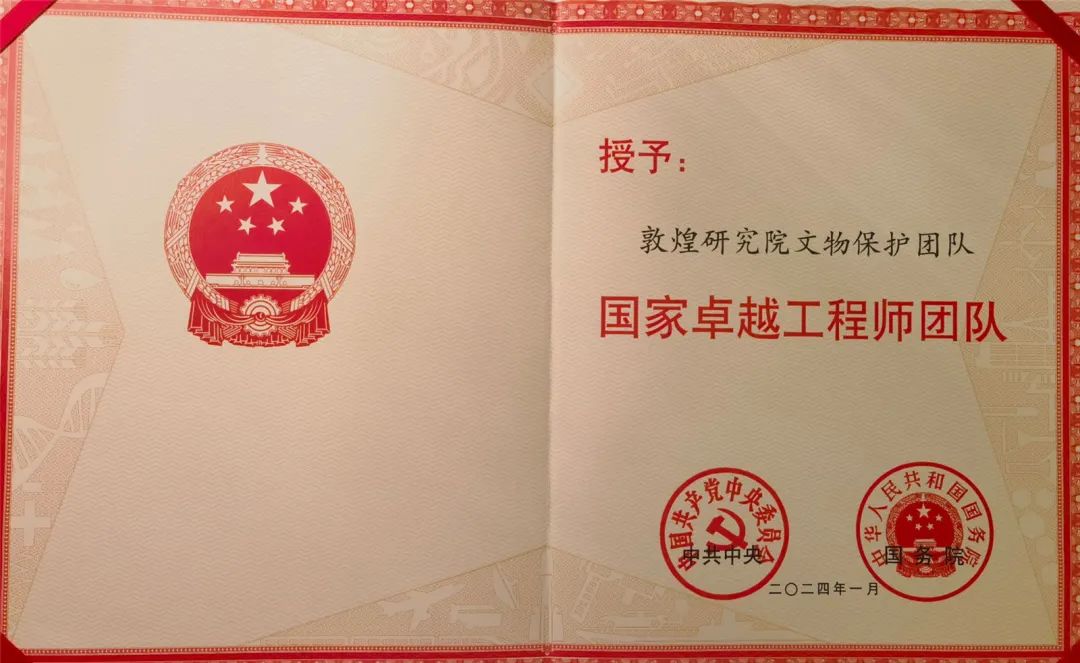 授予：
敦煌研究院文物保护团队
国家卓越工程师团队
中国共产党中央委员会
中共中央
中华人民共和国国务院
国务院
二〇二四年一月